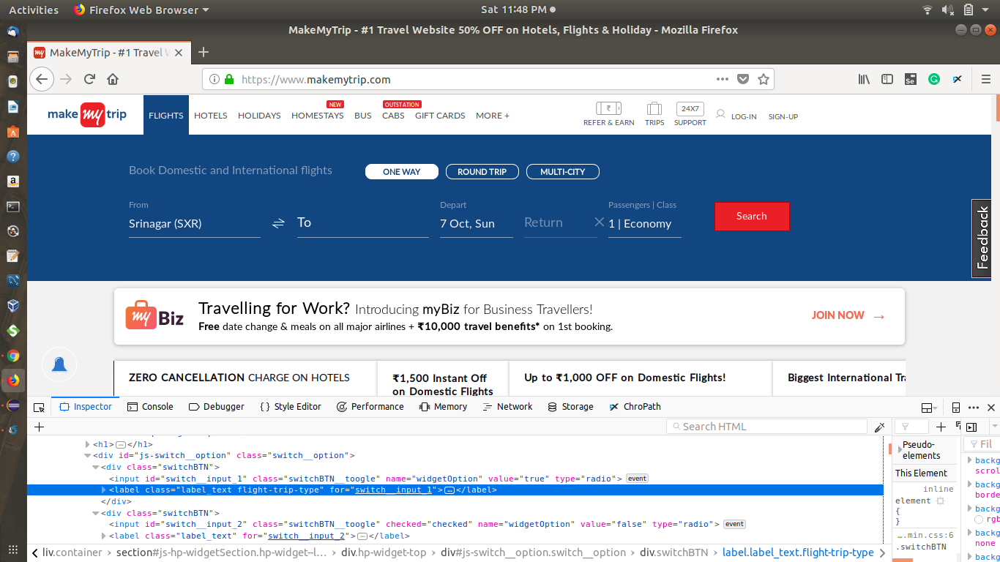 Activities Firefox Web Browser Sat 11:48 PM
MakeMyTrip - #1 Travel Website 50% OFF on Hotels, Flights & Holiday - Mozilla Firefox
MakeMyTrip - #1 Travel W
https://www.makemytrip.com
make my trip FLIGHTS HOTELS HOLIDAYS NEW HOMESTAYS BUS OUTSTATION CABS GIFT CARDS MORE + REFER & EARN TRIPS 24X7 SUPPORT LOG-IN SIGN-UP
Book Domestic and International flights ONE WAY ROUND TRIP MULTI-CITY
From Depart Passengers | Class
Srinagar (SXR) To 7 Oct, Sun Return 1 | Economy Search
Feedback
my Biz Travelling for Work? Introducing myBiz for Business Travellers!
Free date change & meals on all major airlines + ₹10,000 travel benefits* on 1st booking.
JOIN NOW →
ZERO CANCELLATION CHARGE ON HOTELS
₹1,500 Instant Off
on Domestic Flights
Up to ₹1,000 OFF on Domestic Flights!
Biggest International Tra
Inspector Console Debugger { } Style Editor Performance Memory Network Storage ChroPath
Search HTML
<h1></h1>
<div id="js-switch__option" class="switch__option">
<div class="switchBTN">
<input id="switch__input_1" class="switchBTN__toogle" name="widgetOption" value="true" type="radio"> event
<label class="label_text flight-trip-type" for="switch__input_1"></label>
</div>
<div class="switchBTN">
<input id="switch__input_2" class="switchBTN__toogle" checked="checked" name="widgetOption" value="false" type="radio"> event
<label class="label_text" for="switch__input_2"></label>
Pseudo-
elements
This Element
inline
element
{
}
….min.css:6
.switchBTN
Fil
backg
scrol
backg
borde
backg
rgb
backg
none
backg
liv.container › section#js-hp-widgetSection.hp-widget--l… › div.hp-widget-top › div#js-switch__option.switch__option › div.switchBTN › label.label_text.flight-trip-type